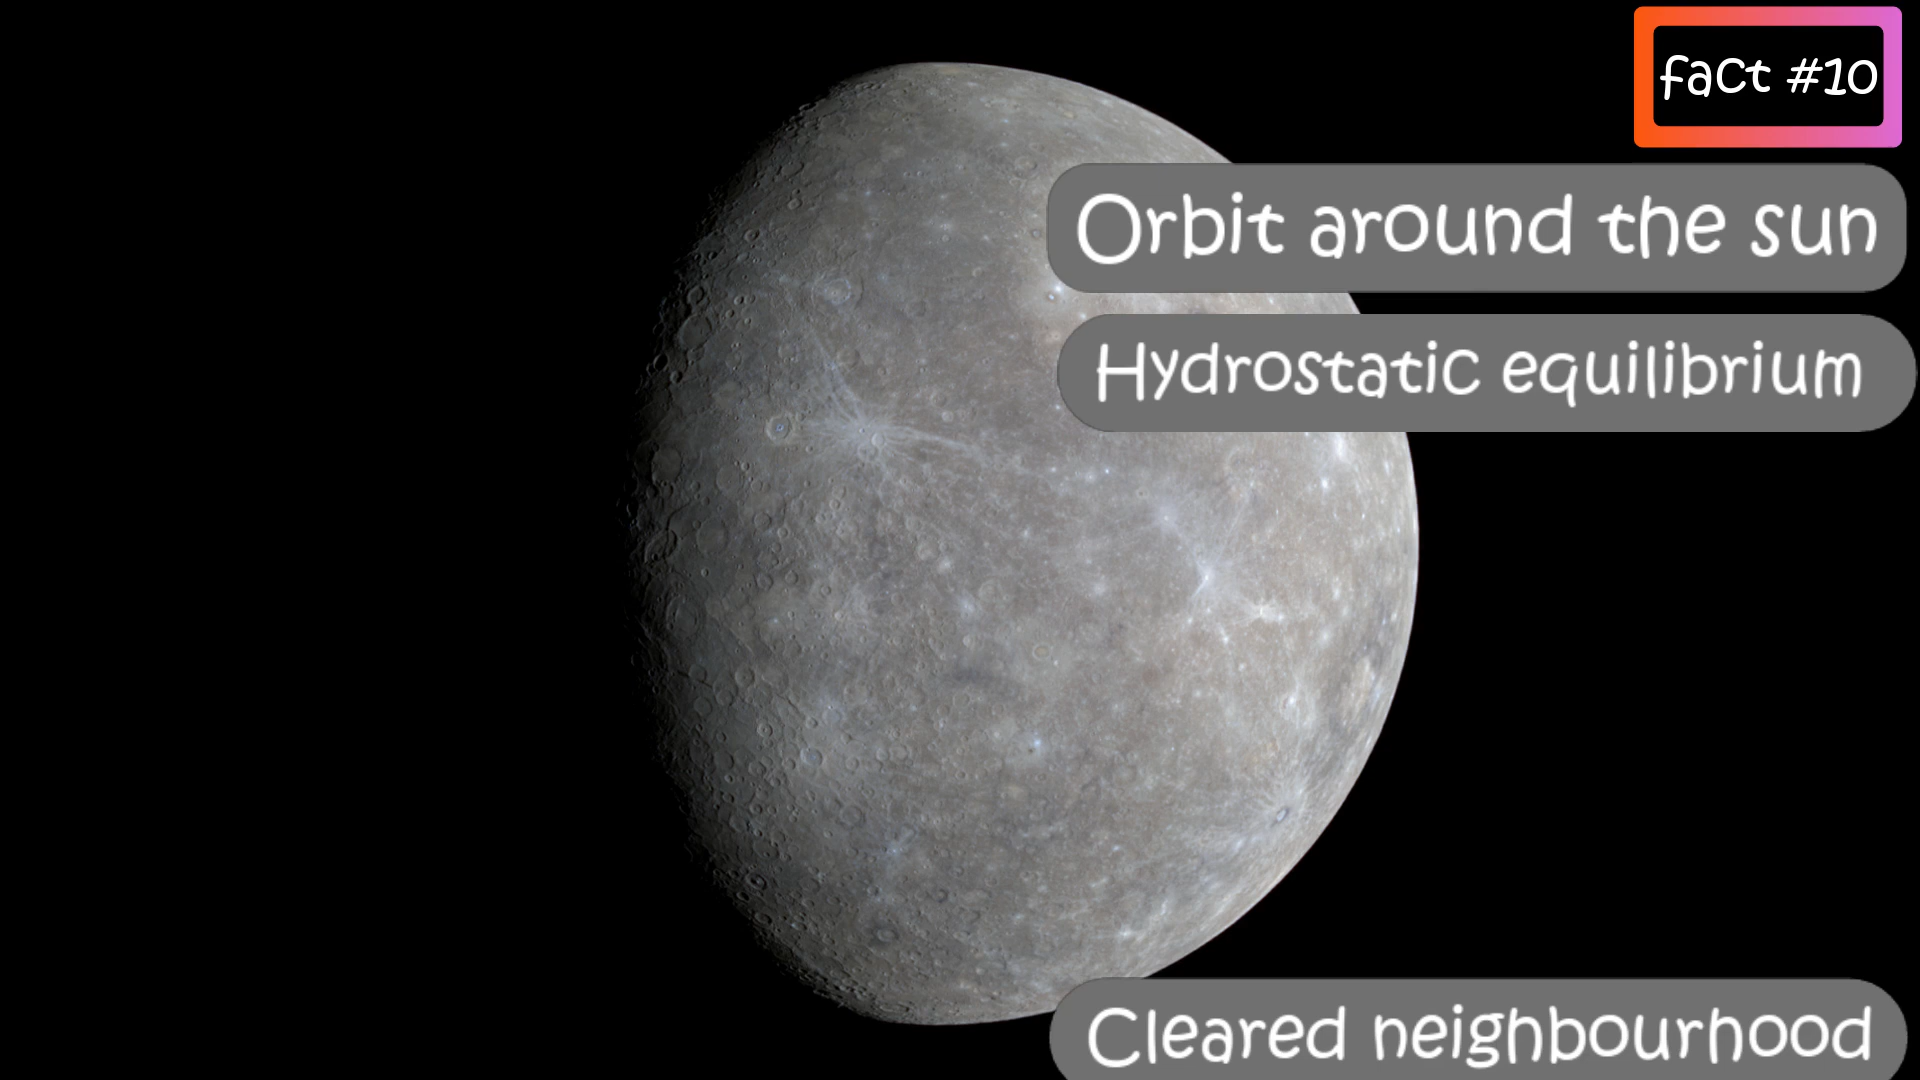 fact #10
Orbit around the sun
Hydrostatic equilibrium
Cleared neighbourhood